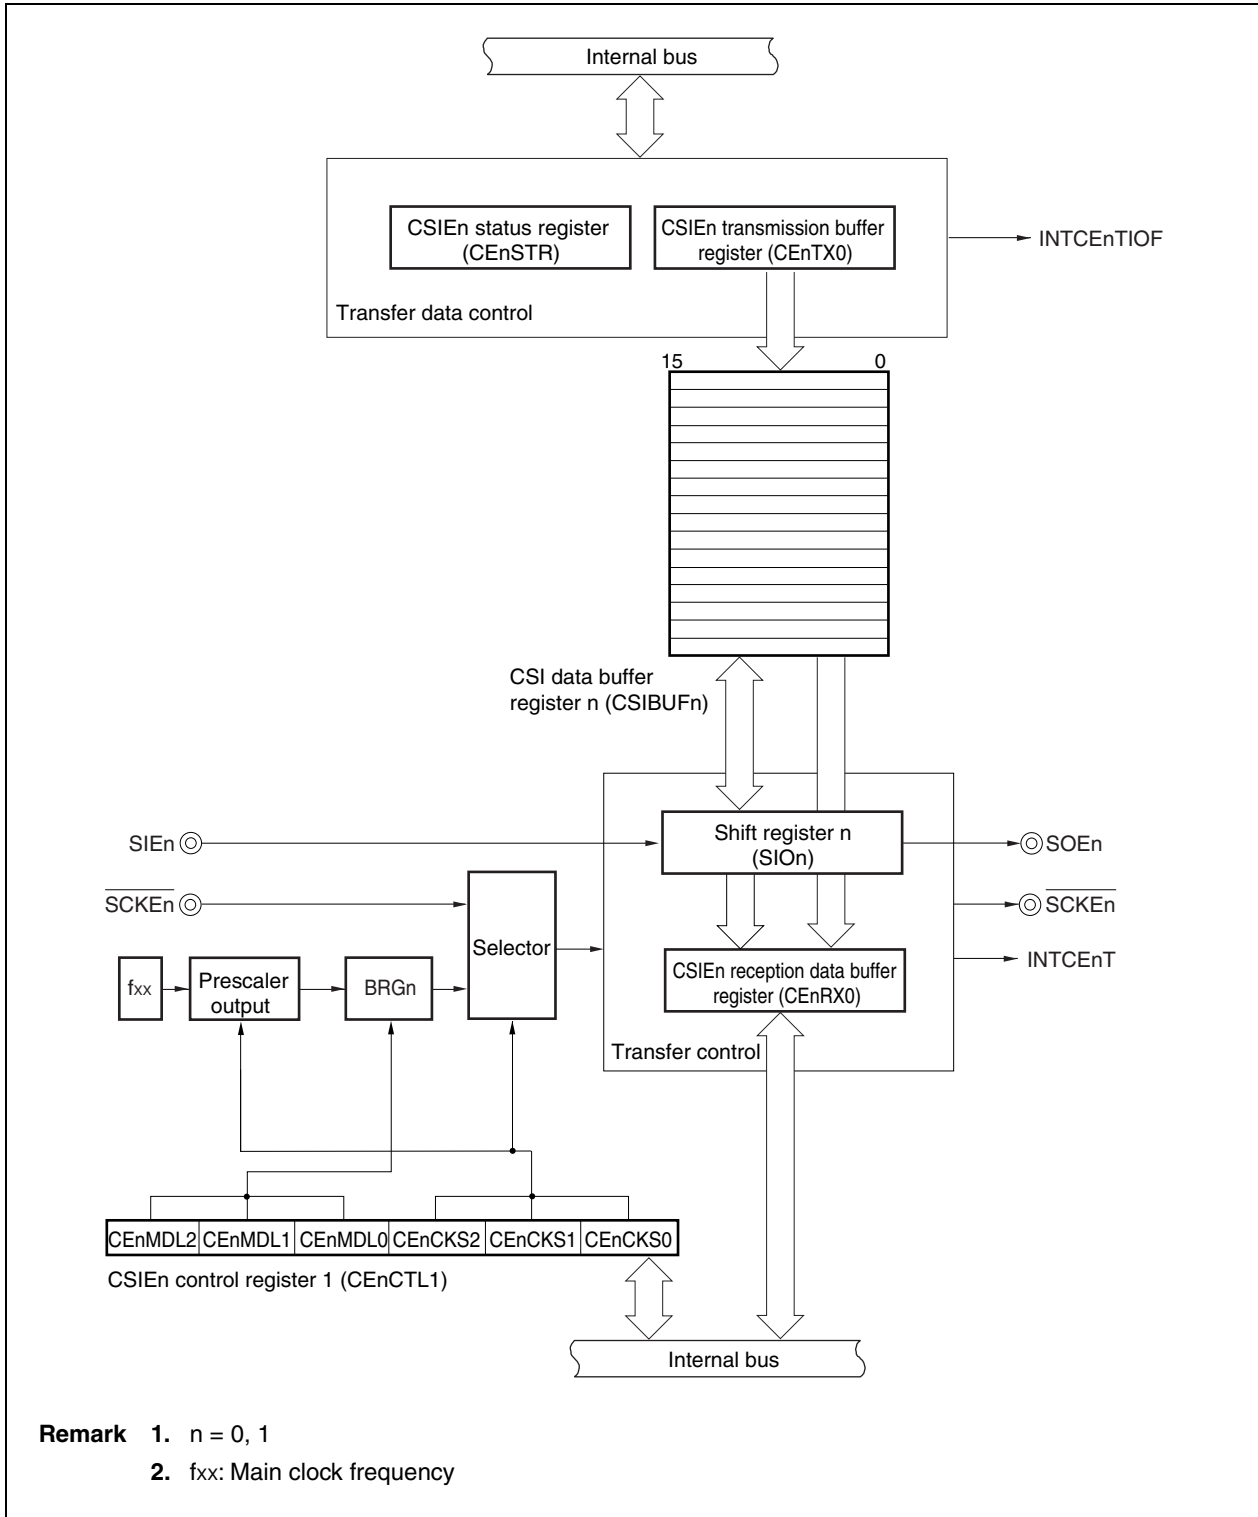 Internal bus
CSIEn status register
(CEnSTR)
CSIEn transmission buffer
register (CEnTX0)
INTCEnTIOF
Transfer data control
15 0
CSI data buffer
register n (CSIBUFn)
SIEn
Shift register n
(SIOn)
SOEn
SCKEn
SCKEn
Selector
INTCEnT
fxx
Prescaler
output
BRGn
CSIEn reception data buffer
register (CEnRX0)
Transfer control
CEnMDL2 CEnMDL1 CEnMDL0 CEnCKS2 CEnCKS1 CEnCKS0
CSIEn control register 1 (CEnCTL1)
Internal bus
Remark 1. n = 0, 1
2. fxx: Main clock frequency